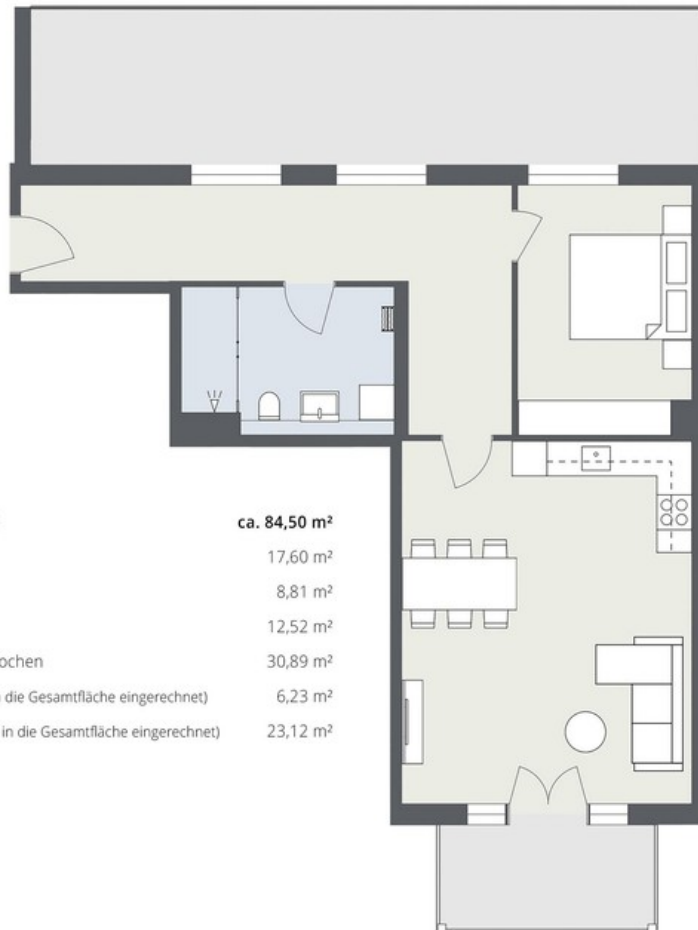 ca. 84,50 m²
17,60 m²
8,81 m²
12,52 m²
30,89 m²
die Gesamtfläche eingerechnet) 6,23 m²
in die Gesamtfläche eingerechnet) 23,12 m²